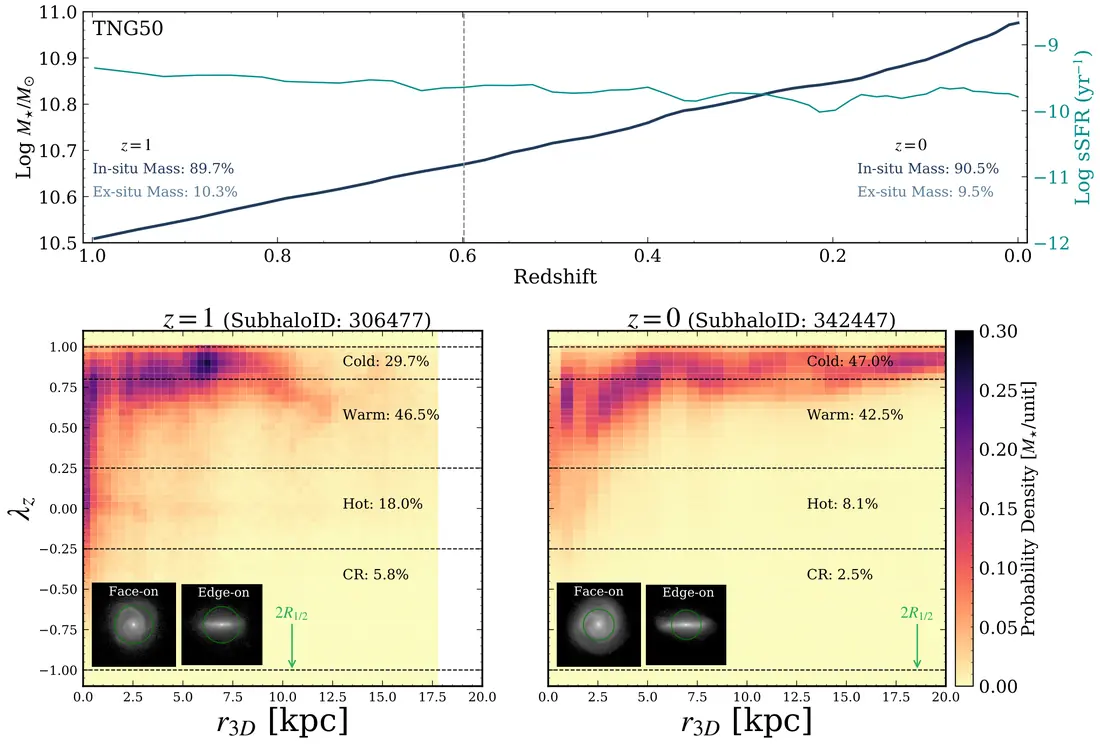 TNG50
11.0
10.9
10.8
10.7
10.6
10.5
Log M⋆/M⊙
z = 1
In-situ Mass: 89.7%
Ex-situ Mass: 10.3%
z = 0
In-situ Mass: 90.5%
Ex-situ Mass: 9.5%
−9
−10
−11
−12
Log sSFR (yr⁻¹)
1.0 0.8 0.6 0.4 0.2 0.0
Redshift
z = 1 (SubhaloID: 306477)
1.00
0.75
0.50
0.25
0.00
−0.25
−0.50
−0.75
−1.00
λz
Cold: 29.7%
Warm: 46.5%
Hot: 18.0%
CR: 5.8%
Face-on
Edge-on
2R1/2
0.0 2.5 5.0 7.5 10.0 12.5 15.0 17.5 20.0
r3D [kpc]
z = 0 (SubhaloID: 342447)
Cold: 47.0%
Warm: 42.5%
Hot: 8.1%
CR: 2.5%
Face-on
Edge-on
2R1/2
0.0 2.5 5.0 7.5 10.0 12.5 15.0 17.5 20.0
r3D [kpc]
0.30
0.25
0.20
0.15
0.10
0.05
0.00
Probability Density [M⋆/unit]